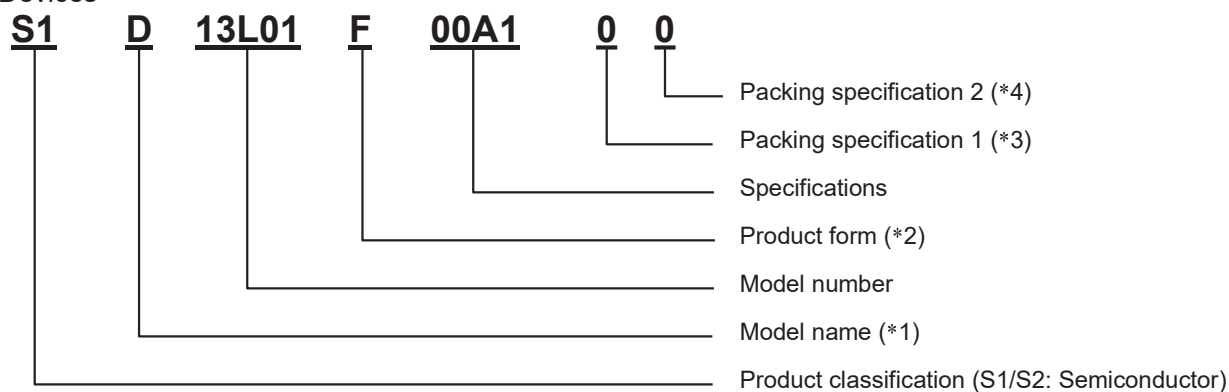 Devices
S1 D 13L01 F 00A1 0 0
Packing specification 2 (*4)
Packing specification 1 (*3)
Specifications
Product form (*2)
Model number
Model name (*1)
Product classification (S1/S2: Semiconductor)